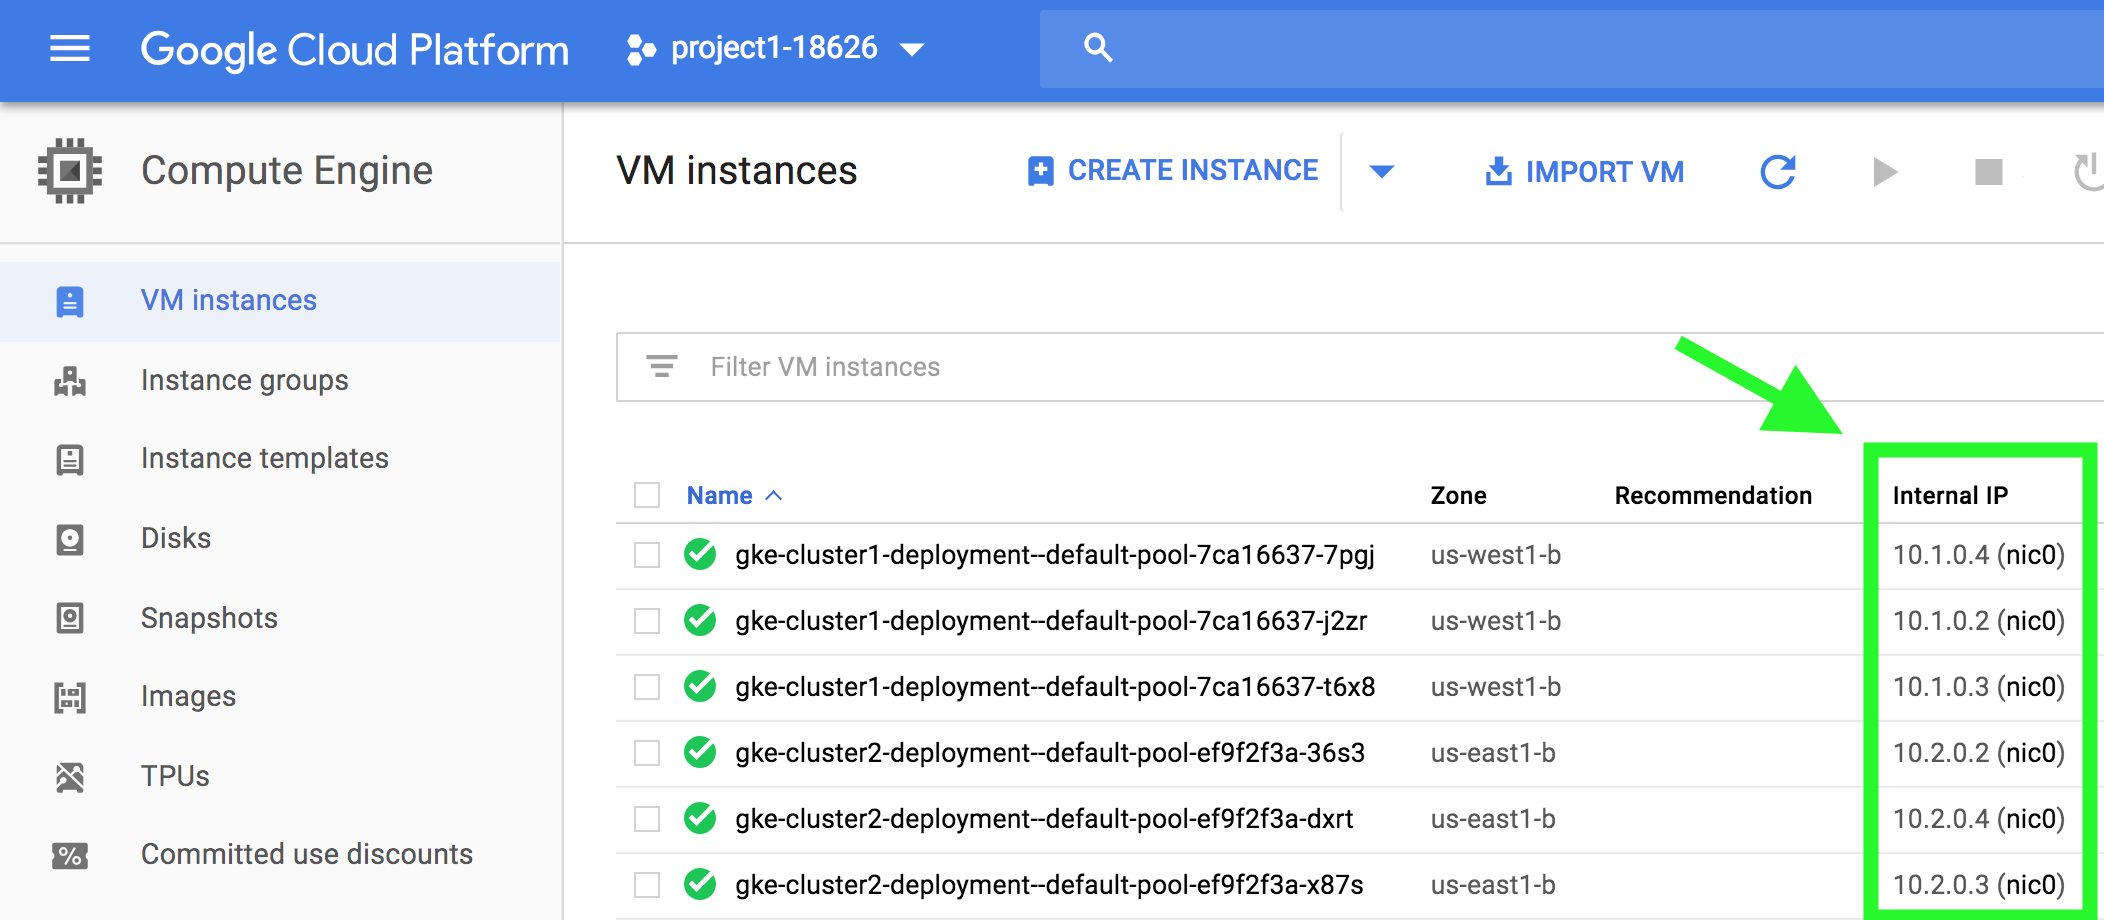 Google Cloud Platform project1-18626
Compute Engine
VM instances CREATE INSTANCE IMPORT VM
VM instances
Instance groups
Instance templates
Disks
Snapshots
Images
TPUs
% Committed use discounts
Filter VM instances
Name Zone Recommendation Internal IP
gke-cluster1-deployment--default-pool-7ca16637-7pgj us-west1-b 10.1.0.4 (nic0)
gke-cluster1-deployment--default-pool-7ca16637-j2zr us-west1-b 10.1.0.2 (nic0)
gke-cluster1-deployment--default-pool-7ca16637-t6x8 us-west1-b 10.1.0.3 (nic0)
gke-cluster2-deployment--default-pool-ef9f2f3a-36s3 us-east1-b 10.2.0.2 (nic0)
gke-cluster2-deployment--default-pool-ef9f2f3a-dxrt us-east1-b 10.2.0.4 (nic0)
gke-cluster2-deployment--default-pool-ef9f2f3a-x87s us-east1-b 10.2.0.3 (nic0)